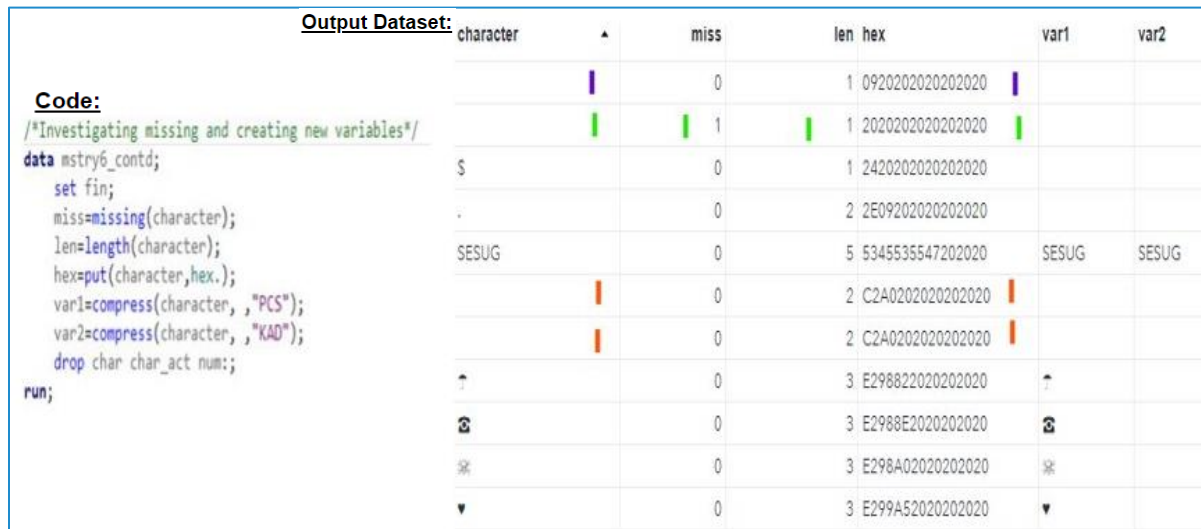 Output Dataset:
character ▲ miss len hex var1 var2
0 1 0920202020202020
1 1 2020202020202020
$ 0 1 2420202020202020
. 0 2 2E09202020202020
SESUG 0 5 5345535547202020 SESUG SESUG
0 2 C2A0202020202020
0 2 C2A0202020202020
☂ 0 3 E298822020202020 ☂
☎ 0 3 E2988E2020202020 ☎
☠ 0 3 E298A02020202020 ☠
♥ 0 3 E299A52020202020 ♥
Code:
/*Investigating missing and creating new variables*/
data mstry6_contd;
set fin;
miss=missing(character);
len=length(character);
hex=put(character,hex.);
var1=compress(character, ,"PCS");
var2=compress(character, ,"KAD");
drop char char_act num:;
run;